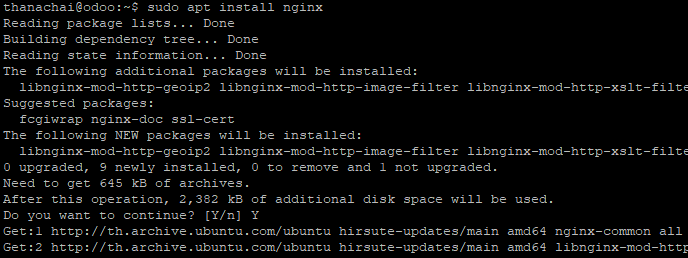 thanachai@odoo:~$ sudo apt install nginx
Reading package lists... Done
Building dependency tree... Done
Reading state information... Done
The following additional packages will be installed:
  libnginx-mod-http-geoip2 libnginx-mod-http-image-filter libnginx-mod-http-xslt-filte
Suggested packages:
  fcgiwrap nginx-doc ssl-cert
The following NEW packages will be installed:
  libnginx-mod-http-geoip2 libnginx-mod-http-image-filter libnginx-mod-http-xslt-filte
0 upgraded, 9 newly installed, 0 to remove and 1 not upgraded.
Need to get 645 kB of archives.
After this operation, 2,382 kB of additional disk space will be used.
Do you want to continue? [Y/n] Y
Get:1 http://th.archive.ubuntu.com/ubuntu hirsute-updates/main amd64 nginx-common all
Get:2 http://th.archive.ubuntu.com/ubuntu hirsute-updates/main amd64 libnginx-mod-http